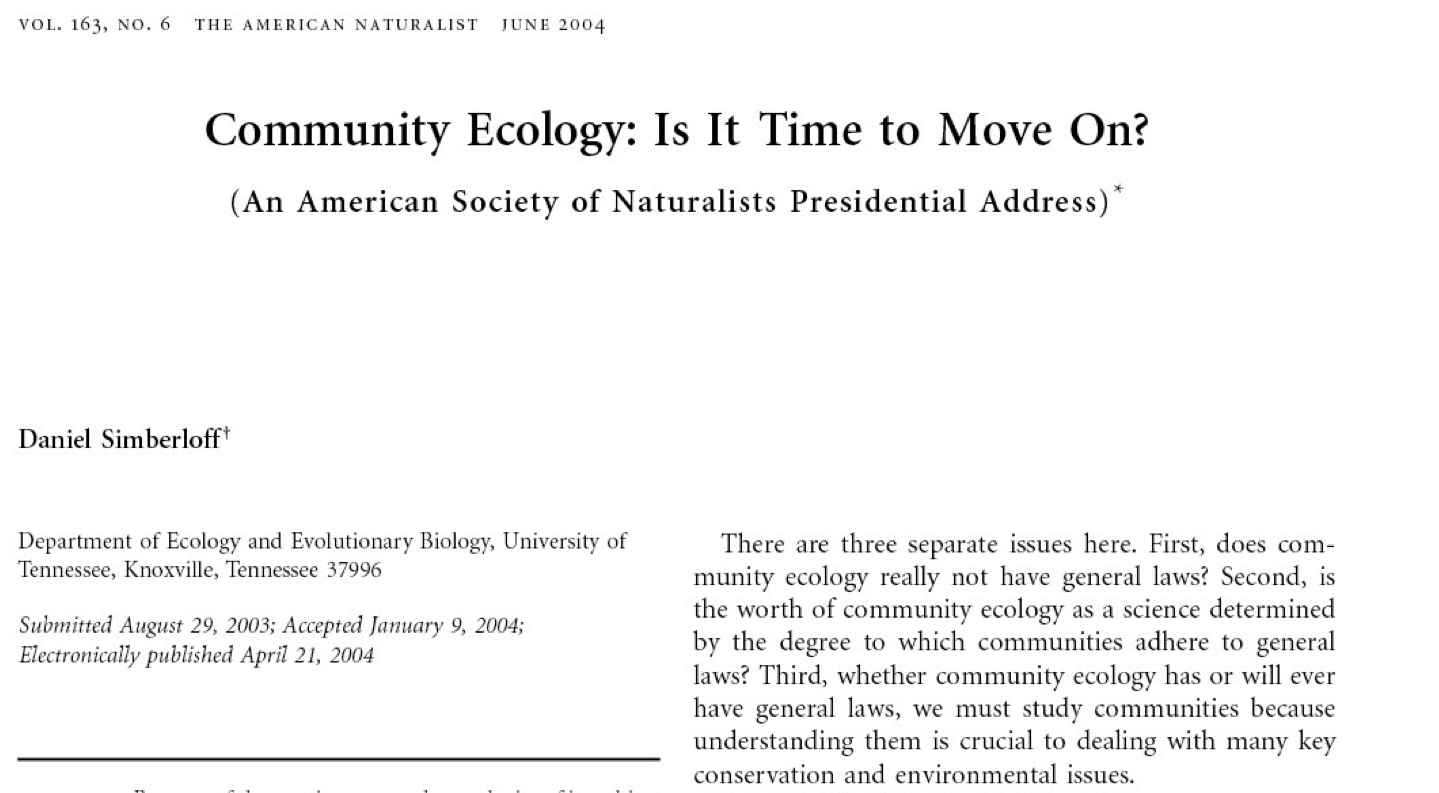 VOL. 163, NO. 6 THE AMERICAN NATURALIST JUNE 2004
Community Ecology: Is It Time to Move On?
(An American Society of Naturalists Presidential Address)*
Daniel Simberloff†
Department of Ecology and Evolutionary Biology, University of
Tennessee, Knoxville, Tennessee 37996
Submitted August 29, 2003; Accepted January 9, 2004;
Electronically published April 21, 2004
There are three separate issues here. First, does com-
munity ecology really not have general laws? Second, is
the worth of community ecology as a science determined
by the degree to which communities adhere to general
laws? Third, whether community ecology has or will ever
have general laws, we must study communities because
understanding them is crucial to dealing with many key
conservation and environmental issues.